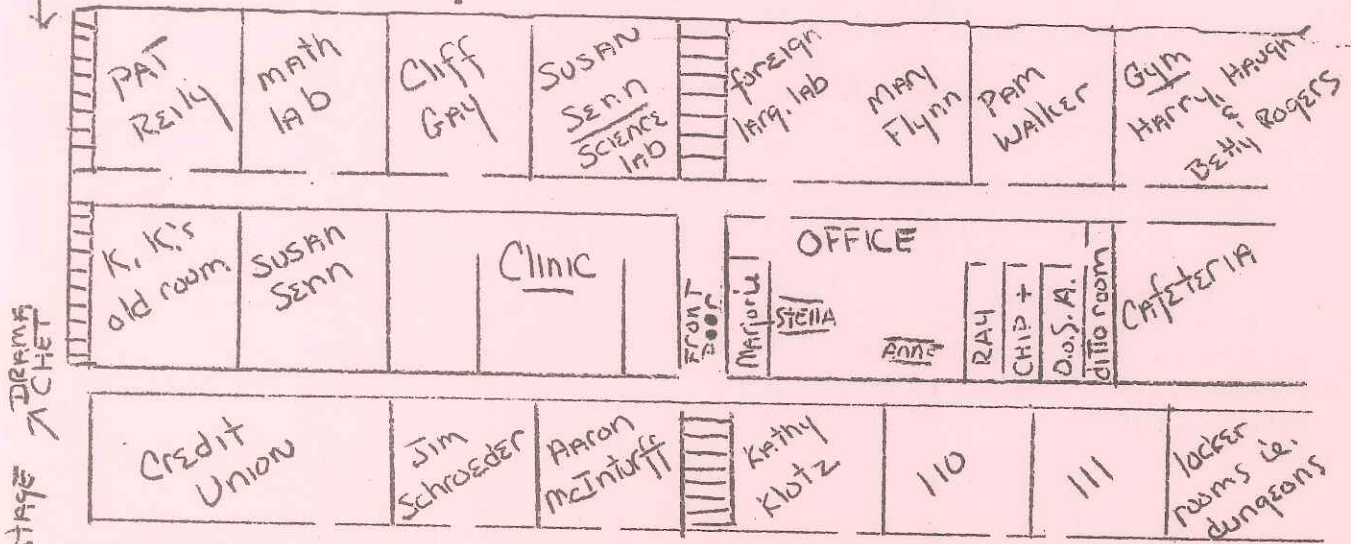 PAT
REily
math
lAb
Cliff
GAY
SUSAN
SENN
SCIENCE
lAb
foreign
larg. lab
MARY
Flynn
PAM
WAlKER
Gym
HARRY HAugh
&
Betty Rogers
K. K.'s
old room
SUSAN
SENN
Clinic
FRONT
DOOR
OFFICE
MARjoriE
STEllA
ANNE
RAY
CHIP +
D.O.S.A.
ditto room
CAfETERIA
DRAMA
CHET
STAGE
CrEdit
UNION
Jim
SchroEdEr
AAron
McInturff
KAthy
Klotz
110
111
lockEr
rooms ie.
dungeons